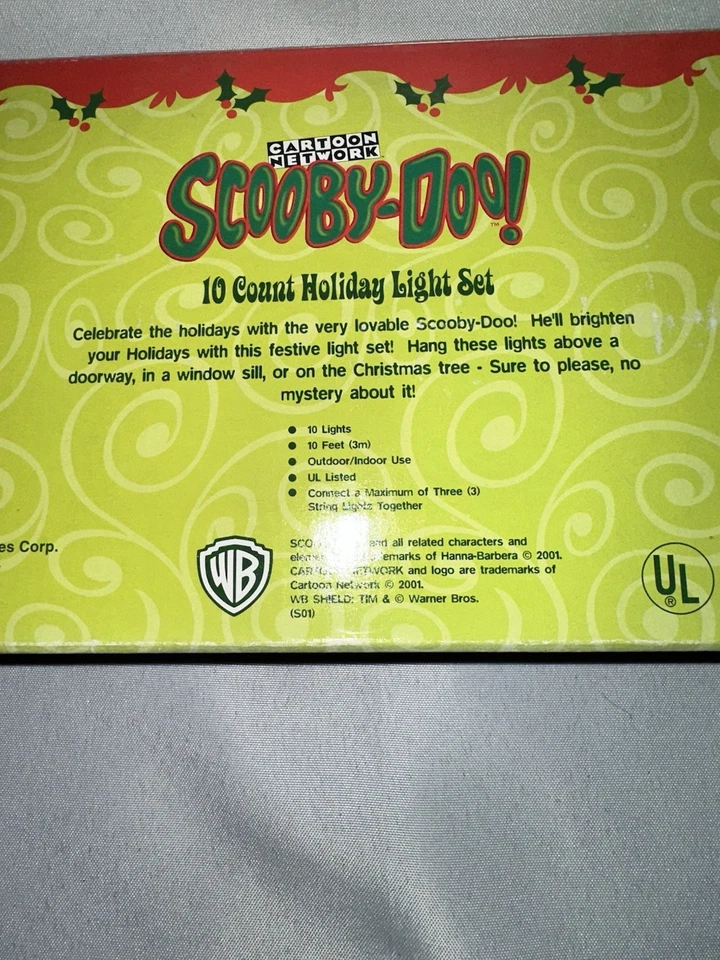 CARTOON
NETWORK
SCOOBY-DOO!™
10 Count Holiday Light Set
Celebrate the holidays with the very lovable Scooby-Doo! He'll brighten
your Holidays with this festive light set! Hang these lights above a
doorway, in a window sill, or on the Christmas tree - Sure to please, no
mystery about it!
● 10 Lights
● 10 Feet (3m)
● Outdoor/Indoor Use
● UL Listed
● Connect a Maximum of Three (3)
String Lights Together
es Corp.
WB
and all related characters and
emarks of Hanna-Barbera © 2001.
CARTOON NETWORK and logo are trademarks of
Cartoon Network © 2001.
WB SHIELD: TM & © Warner Bros.
(S01)
UL
®